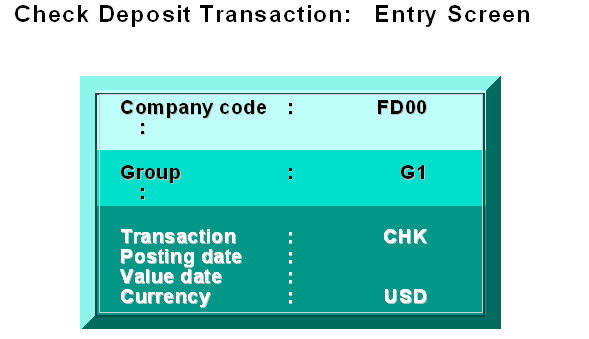 Check Deposit Transaction: Entry Screen
Company code : FD00
:
Group : G1
:
Transaction : CHK
Posting date :
Value date :
Currency : USD